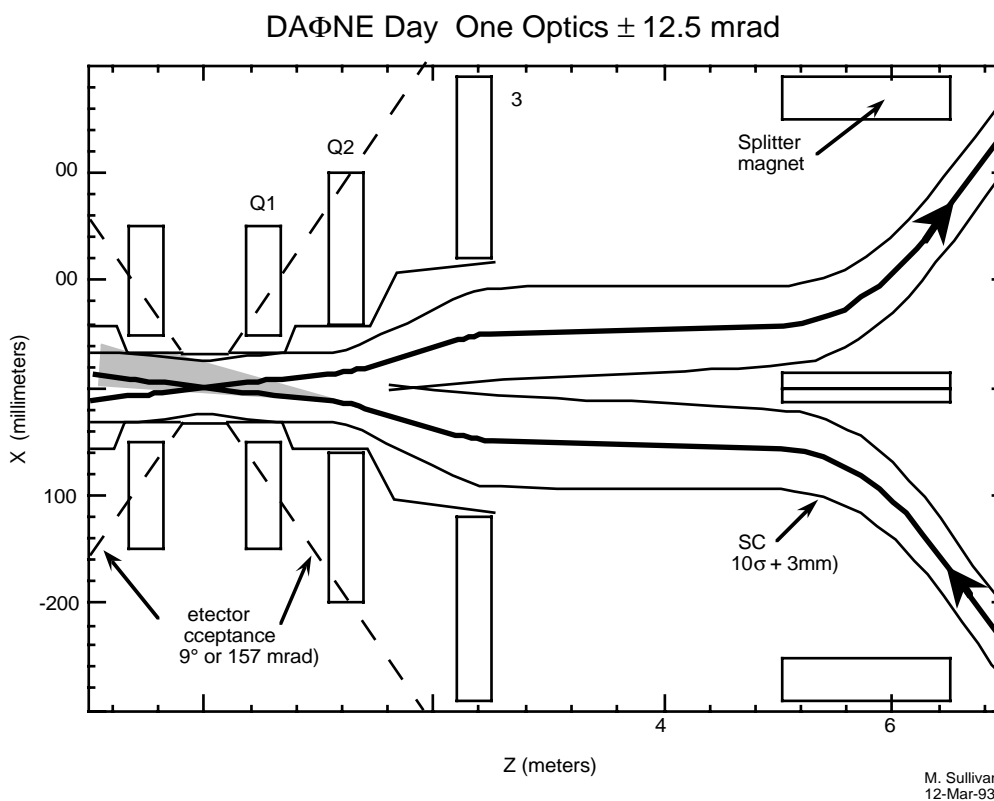 DAΦNE Day One Optics ± 12.5 mrad
3
Q2
Q1
Splitter
magnet
00
00
X (millimeters)
100
-200
SC
10σ + 3mm)
etector
cceptance
9° or 157 mrad)
4
6
Z (meters)
M. Sullivan
12-Mar-93